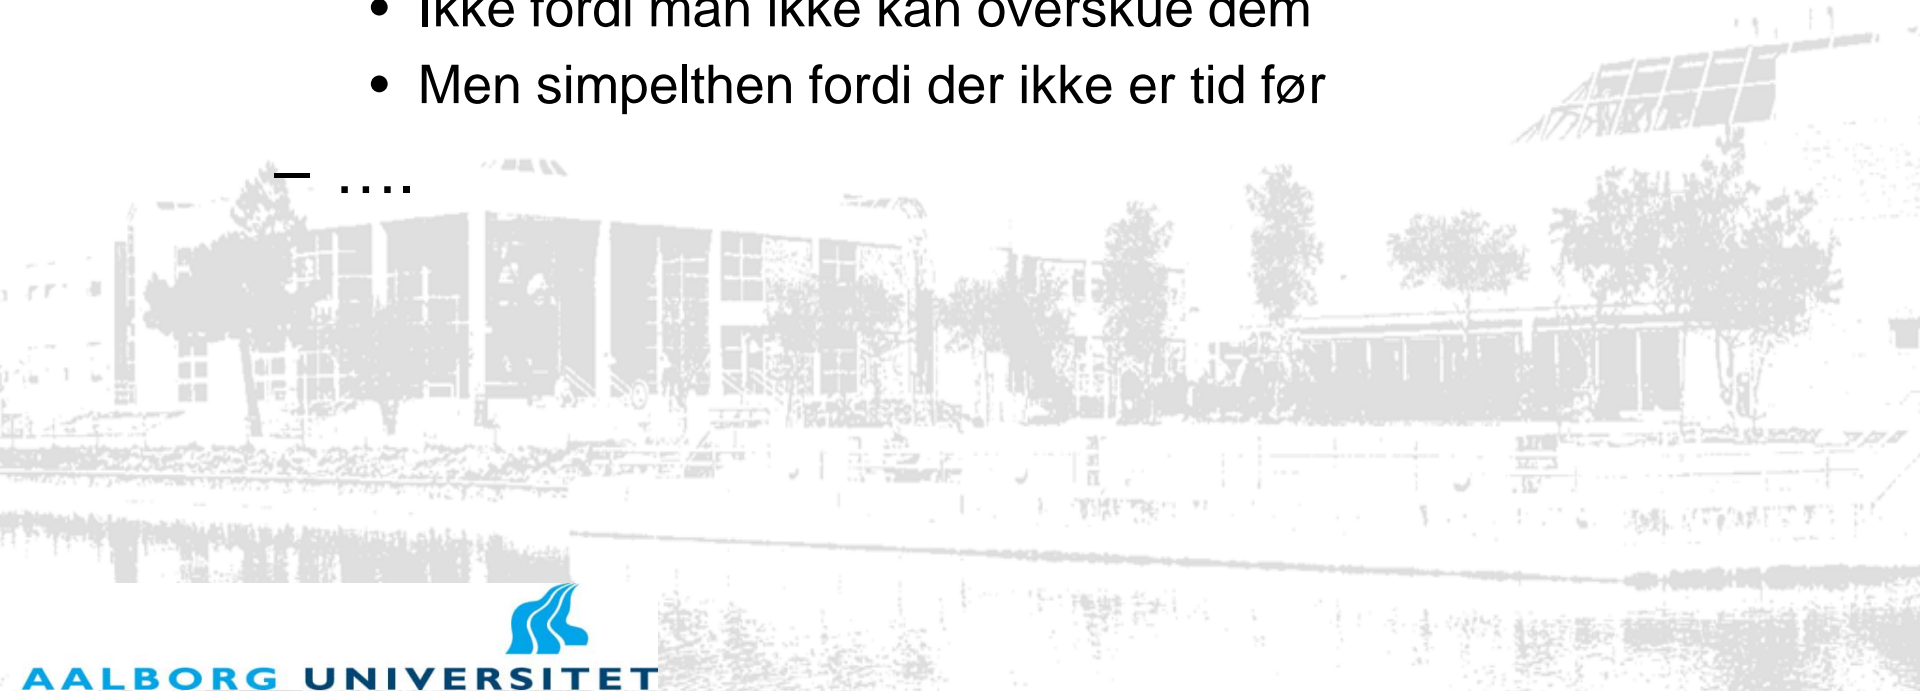 • Ikke fordi man ikke kan overskue dem
• Men simpelthen fordi der ikke er tid før
– ….
AALBORG UNIVERSITET